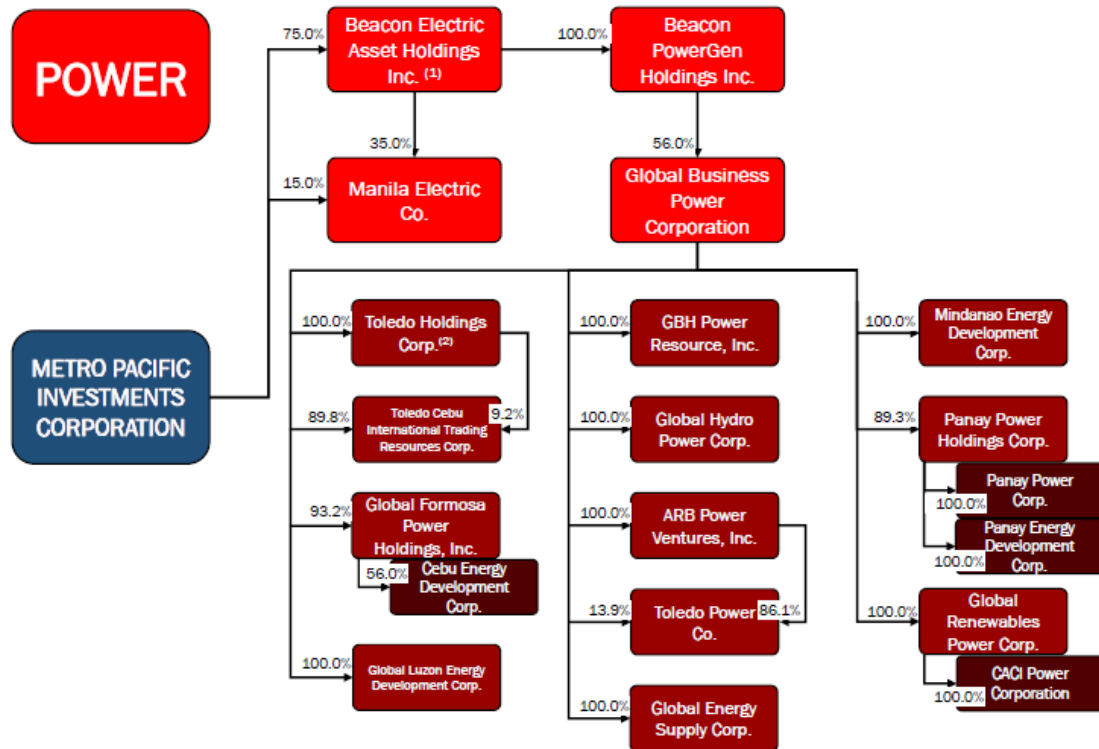 POWER
75.0%
Beacon Electric
Asset Holdings
Inc. (1)
100.0%
Beacon
PowerGen
Holdings Inc.
35.0%
56.0%
15.0%
Manila Electric
Co.
Global Business
Power
Corporation
METRO PACIFIC
INVESTMENTS
CORPORATION
100.0%
Toledo Holdings
Corp.(2)
89.8%
Toledo Cebu
International Trading
Resources Corp.
9.2%
93.2%
Global Formosa
Power
Holdings, Inc.
56.0%
Cebu Energy
Development
Corp.
100.0%
Global Luzon Energy
Development Corp.
100.0%
GBH Power
Resource, Inc.
100.0%
Global Hydro
Power Corp.
100.0%
ARB Power
Ventures, Inc.
13.9%
Toledo Power
Co.
86.1%
100.0%
Global Energy
Supply Corp.
100.0%
Mindanao Energy
Development
Corp.
89.3%
Panay Power
Holdings Corp.
Panay Power
Corp.
100.0%
Panay Energy
Development
Corp.
100.0%
100.0%
Global
Renewables
Power Corp.
CACI Power
Corporation
100.0%